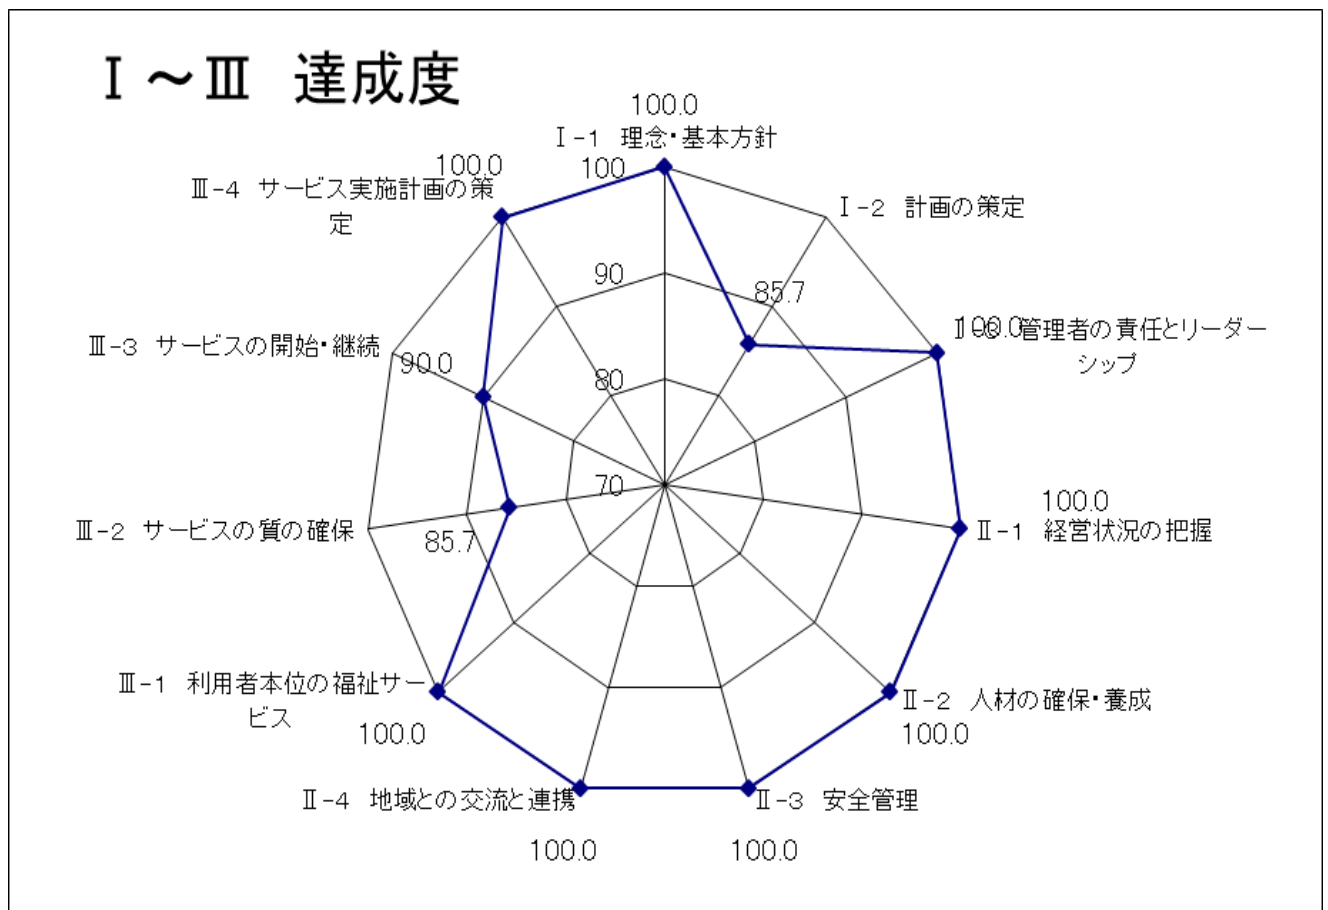 Ⅰ～Ⅲ 達成度
100.0
Ⅰ-1 理念・基本方針
100
90
80
70
85.7
Ⅰ-2 計画の策定
100.0
管理者の責任とリーダー
シップ
100.0
Ⅱ-1 経営状況の把握
Ⅱ-2 人材の確保・養成
100.0
Ⅱ-3 安全管理
100.0
Ⅱ-4 地域との交流と連携
100.0
Ⅲ-1 利用者本位の福祉サー
ビス
100.0
Ⅲ-2 サービスの質の確保
85.7
Ⅲ-3 サービスの開始・継続
90.0
100.0
Ⅲ-4 サービス実施計画の策
定